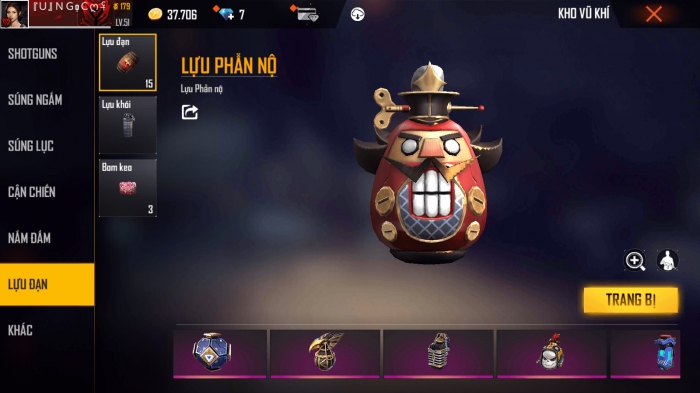 179
LV.51
37.706
7
KHO VŨ KHÍ
SHOTGUNS
SÚNG NGẮM
SÚNG LỤC
CẬN CHIẾN
NẮM ĐẤM
LỰU ĐẠN
KHÁC
Lựu đạn
15
Lựu khói
Bom keo
3
LỰU PHẪN NỘ
Lựu Phẫn nộ
TRANG BỊ